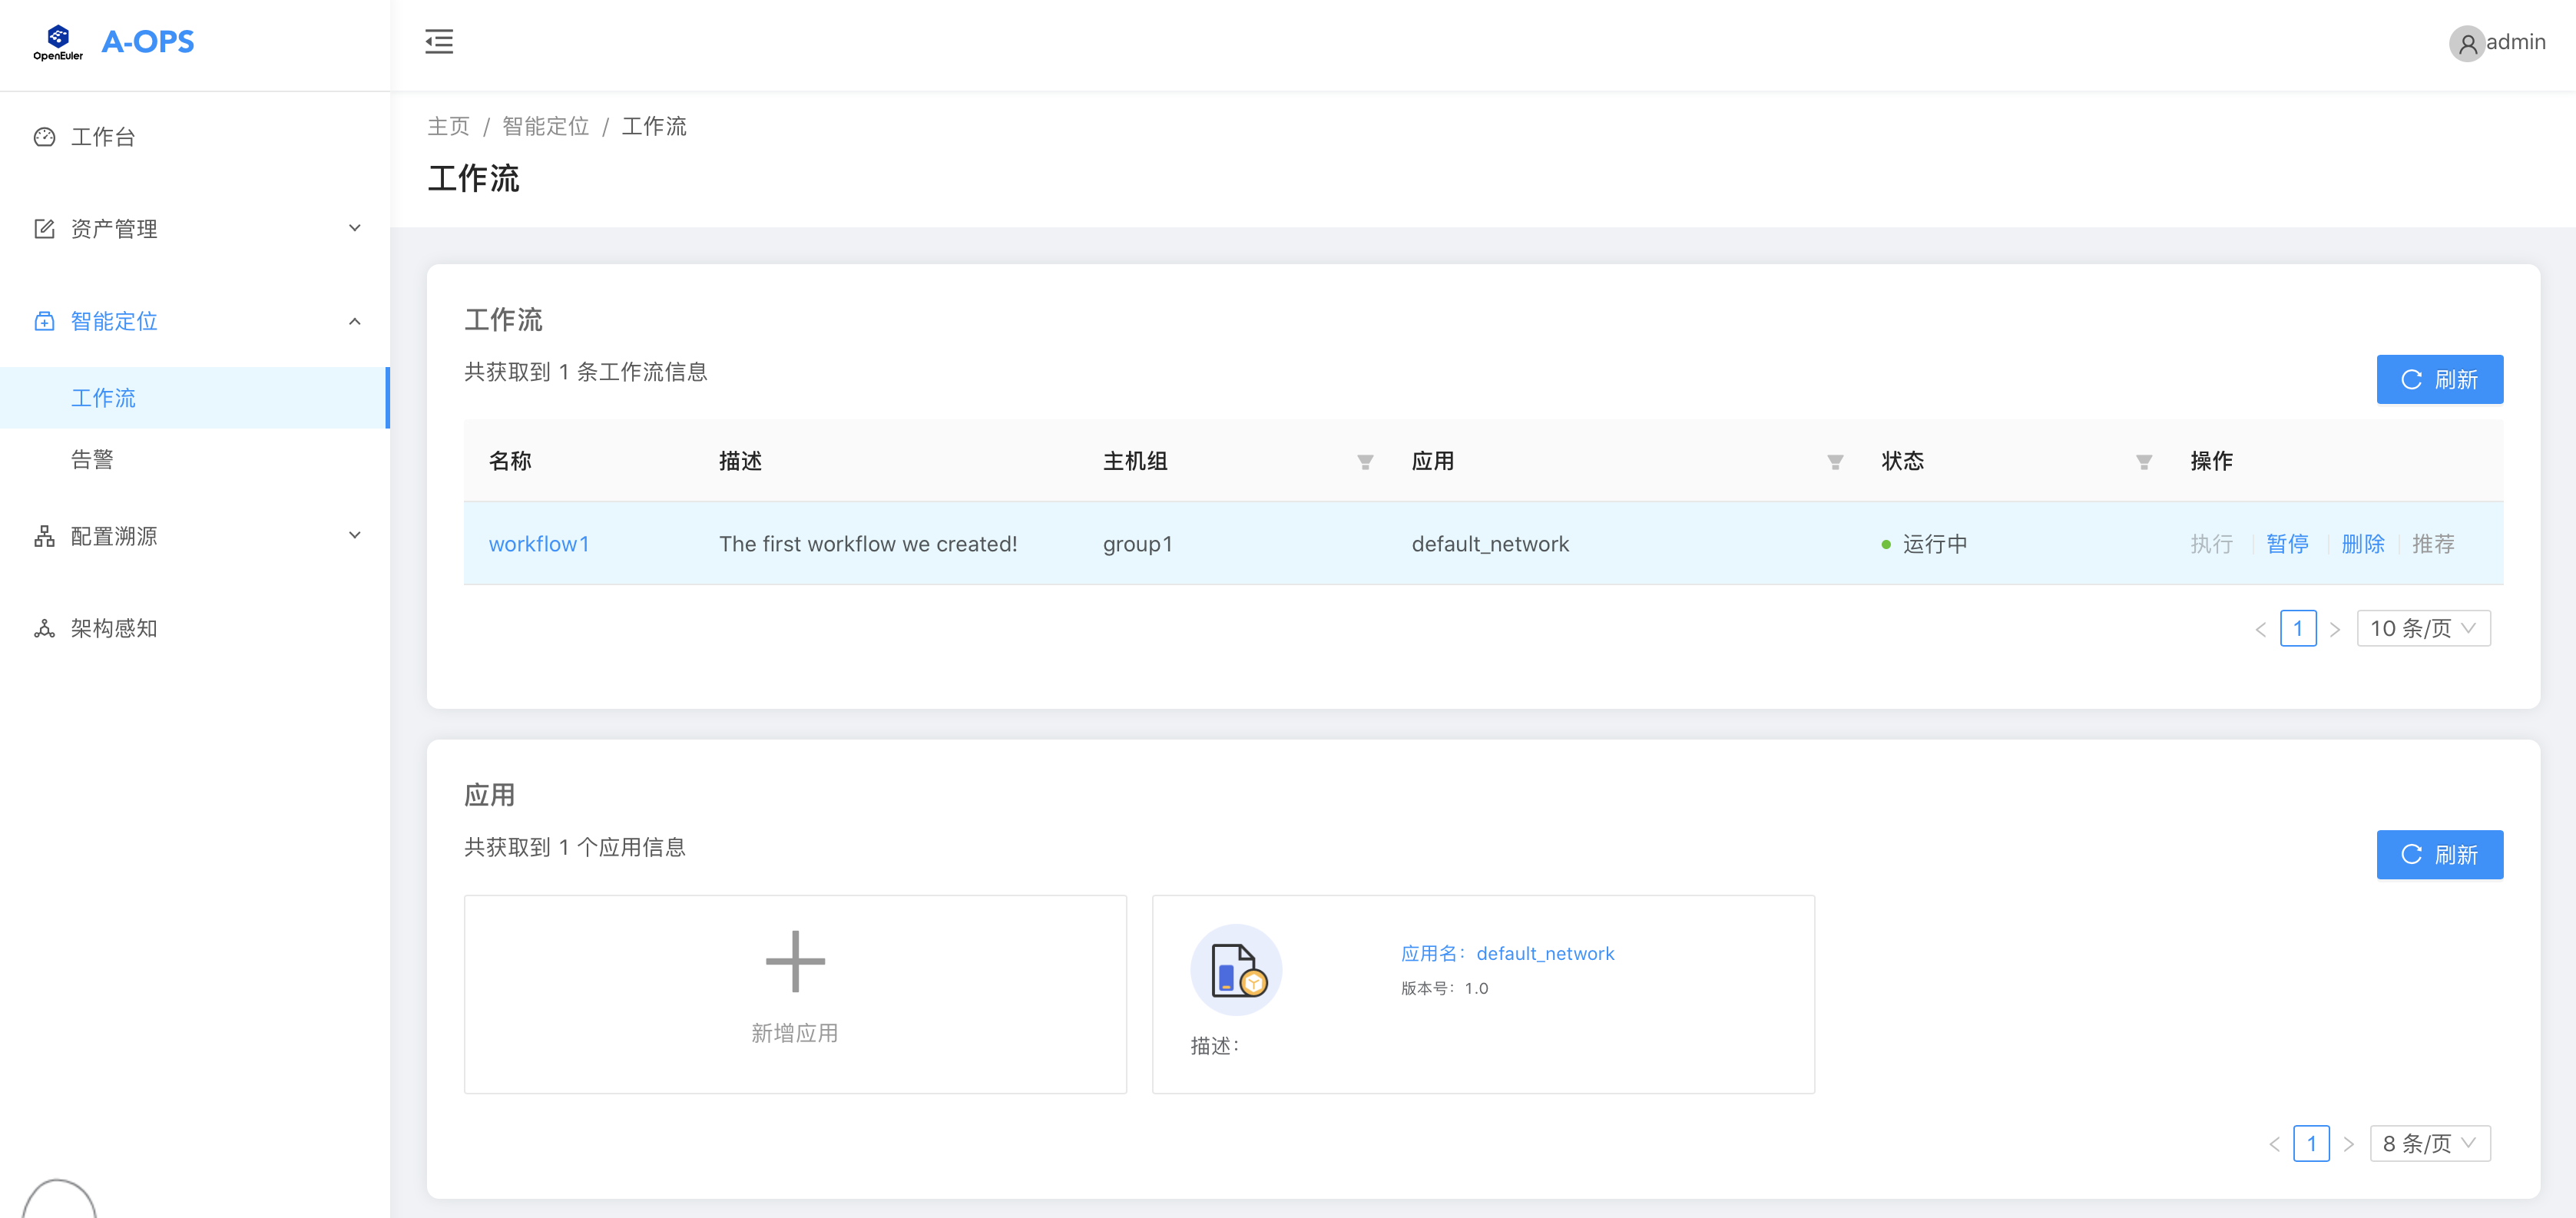 OpenEuler
A-OPS
admin
工作台
资产管理
智能定位
工作流
告警
配置溯源
架构感知
主页 / 智能定位 / 工作流
工作流
工作流
共获取到 1 条工作流信息
刷新
名称 描述 主机组 应用 状态 操作
workflow1 The first workflow we created! group1 default_network 运行中 执行 暂停 删除 推荐
1 10 条/页
应用
共获取到 1 个应用信息
刷新
新增应用
应用名：default_network
版本号：1.0
描述：
1 8 条/页